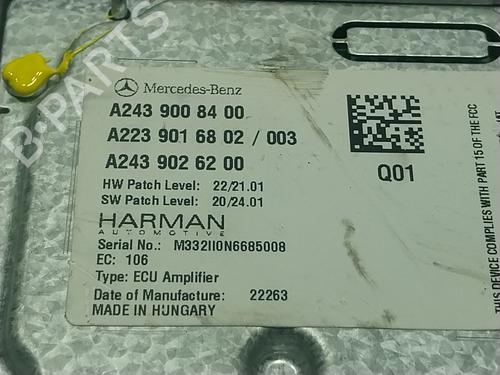 B-PARTS
Mercedes-Benz
A243 900 84 00
A223 901 68 02 / 003
A243 902 62 00
HW Patch Level: 22/21.01
SW Patch Level: 20/24.01
HARMAN
AUTOMOTIVE
Serial No.: M332II0N6685008
EC: 106
Type: ECU Amplifier
Date of Manufacture: 22263
MADE IN HUNGARY
Q01
THIS DEVICE COMPLIES WITH PART 15 OF THE FCC